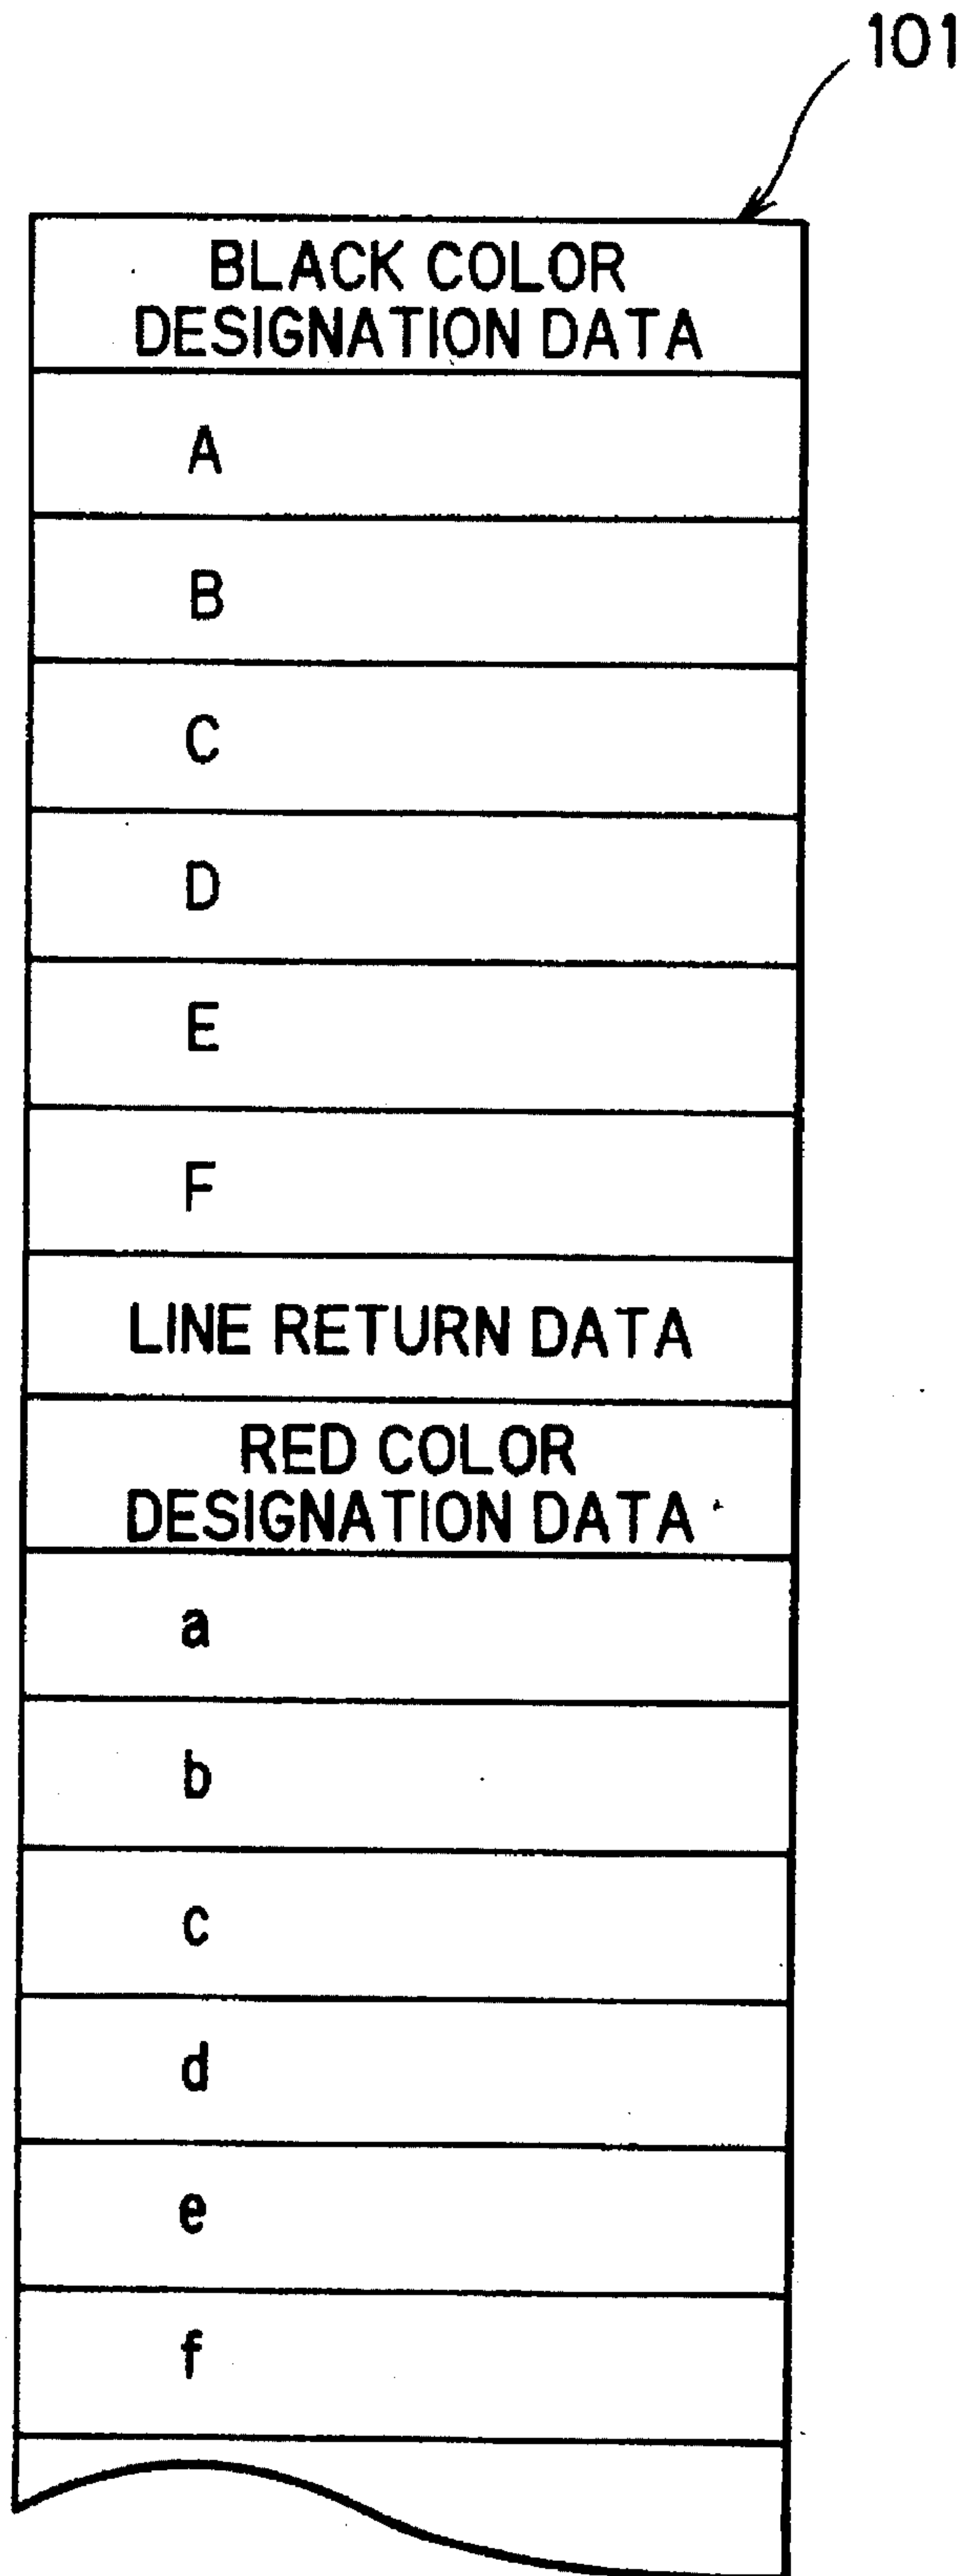 101
BLACK COLOR
DESIGNATION DATA
A
B
C
D
E
F
LINE RETURN DATA
RED COLOR
DESIGNATION DATA
a
b
c
d
e
f